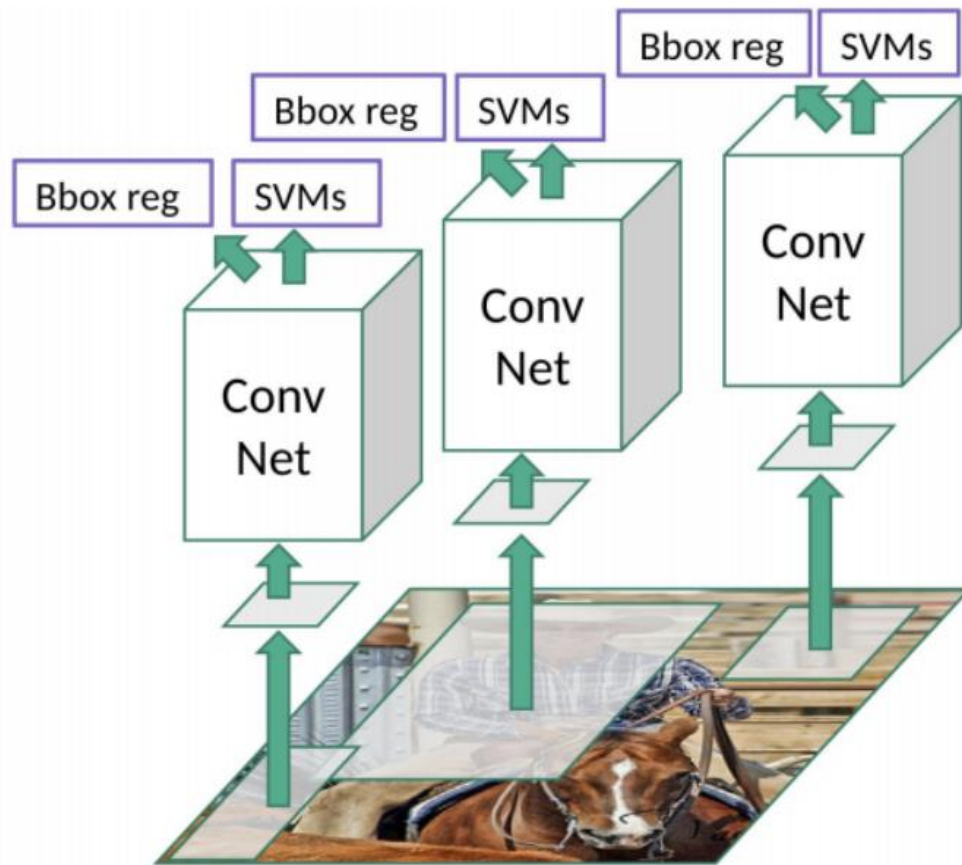 Bbox reg
SVMs
Bbox reg
SVMs
Bbox reg
SVMs
Conv
Net
Conv
Net
Conv
Net